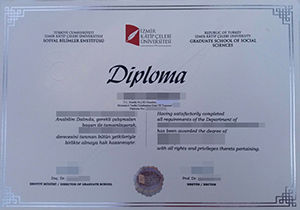 TÜRKİYE CUMHURİYETİ
İZMİR KATİP ÇELEBİ ÜNİVERSİTESİ
SOSYAL BİLİMLER ENSTİTÜSÜ
İZMİR
KATİP ÇELEBİ
ÜNİVERSİTESİ
REPUBLIC OF TURKEY
İZMİR KATİP ÇELEBİ UNIVERSITY
GRADUATE SCHOOL OF SOCIAL
SCIENCES
Diploma
Anabilim Dalında, gerekli çalışmaları
başarı ile tamamlayarak
derecesini tanınan bütün yetkileriyle
birlikte almaya hak kazanmıştır.
Having satisfactorily completed
all requirements of the Department of
has been awarded the degree of
with all rights and privileges thereto pertaining.
ENSTİTÜ MÜDÜRÜ / DIRECTOR OF GRADUATE SCHOOL
REKTÖR / RECTOR